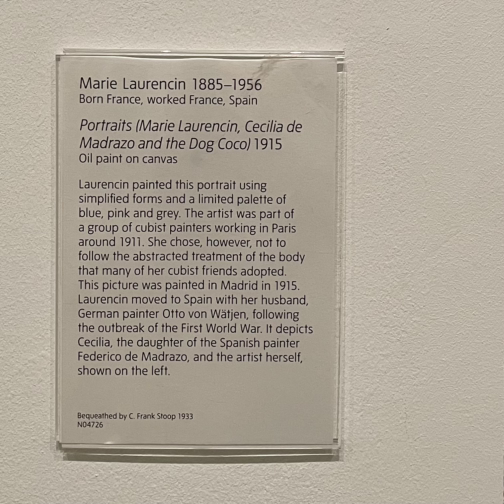 Marie Laurencin 1885–1956
Born France, worked France, Spain
Portraits (Marie Laurencin, Cecilia de
Madrazo and the Dog Coco) 1915
Oil paint on canvas
Laurencin painted this portrait using
simplified forms and a limited palette of
blue, pink and grey. The artist was part of
a group of cubist painters working in Paris
around 1911. She chose, however, not to
follow the abstracted treatment of the body
that many of her cubist friends adopted.
This picture was painted in Madrid in 1915.
Laurencin moved to Spain with her husband,
German painter Otto von Wätjen, following
the outbreak of the First World War. It depicts
Cecilia, the daughter of the Spanish painter
Federico de Madrazo, and the artist herself,
shown on the left.
Bequeathed by C. Frank Stoop 1933
N04726